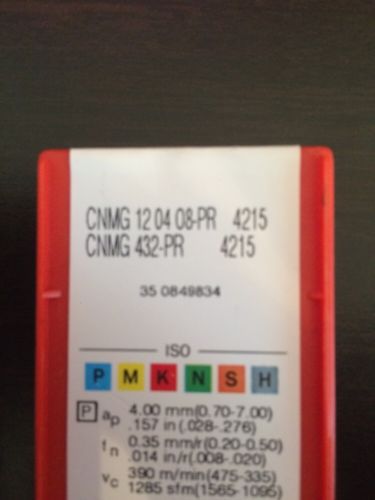 CNMG 12 04 08-PR 4215
CNMG 432-PR 4215
35 0849834
ISO
P M K N S H
P ap 4.00 mm(0.70-7.00)
.157 in(.028-.276)
fn 0.35 mm/r(0.20-0.50)
.014 in/r(.008-.020)
vc 390 m/min(475-335)
1285 sfm(1565-1095)